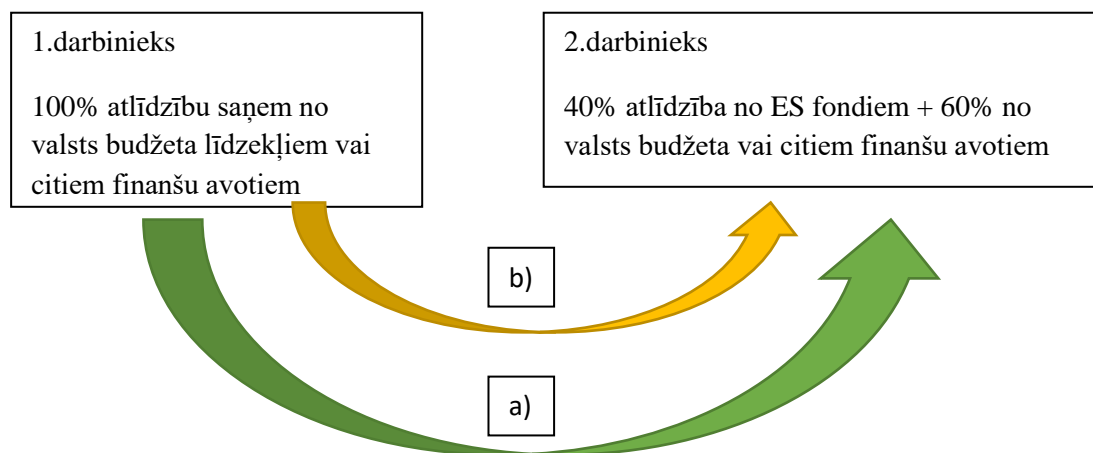 1.darbinieks
100% atlīdzību saņem no
valsts budžeta līdzekļiem vai
citiem finanšu avotiem
2.darbinieks
40% atlīdzība no ES fondiem + 60% no
valsts budžeta vai citiem finanšu avotiem
b)
a)